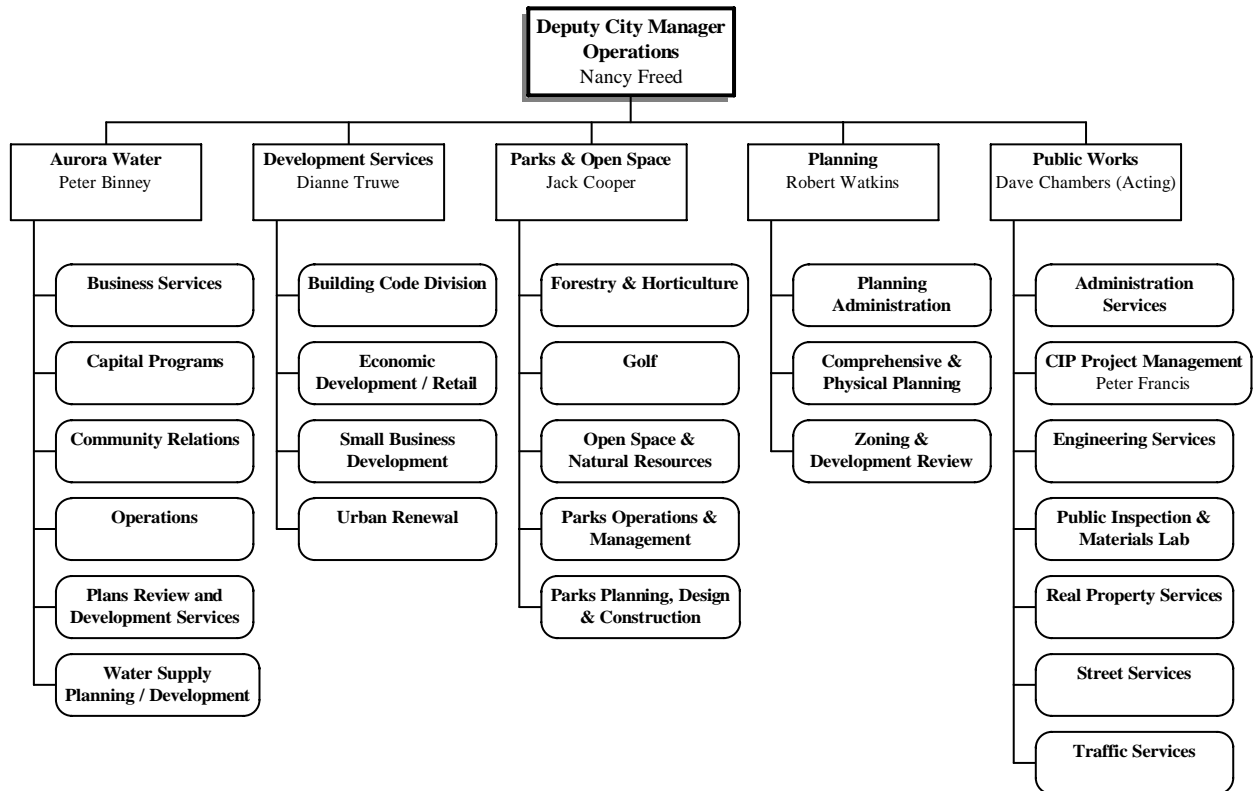 Deputy City Manager
Operations
Nancy Freed
Aurora Water
Peter Binney
Development Services
Dianne Truwe
Parks & Open Space
Jack Cooper
Planning
Robert Watkins
Public Works
Dave Chambers (Acting)
Business Services
Capital Programs
Community Relations
Operations
Plans Review and
Development Services
Water Supply
Planning / Development
Building Code Division
Economic
Development / Retail
Small Business
Development
Urban Renewal
Forestry & Horticulture
Golf
Open Space &
Natural Resources
Parks Operations &
Management
Parks Planning, Design
& Construction
Planning
Administration
Comprehensive &
Physical Planning
Zoning &
Development Review
Administration
Services
CIP Project Management
Peter Francis
Engineering Services
Public Inspection &
Materials Lab
Real Property Services
Street Services
Traffic Services